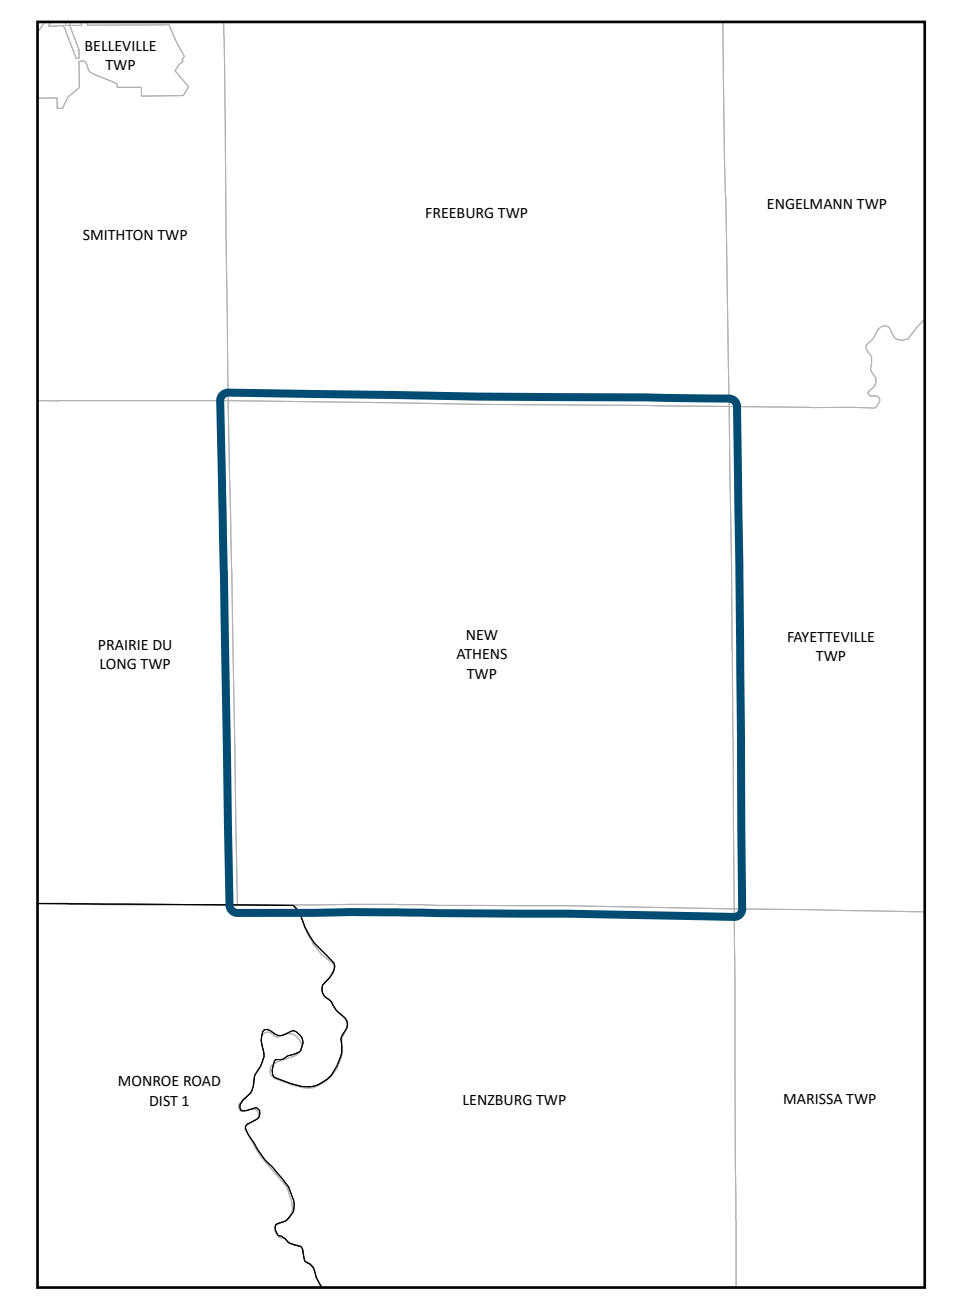 BELLEVILLE
TWP
FREEBURG TWP
ENGELMANN TWP
SMITHTON TWP
PRAIRIE DU
LONG TWP
NEW
ATHENS
TWP
FAYETTEVILLE
TWP
MONROE ROAD
DIST 1
LENZBURG TWP
MARISSA TWP